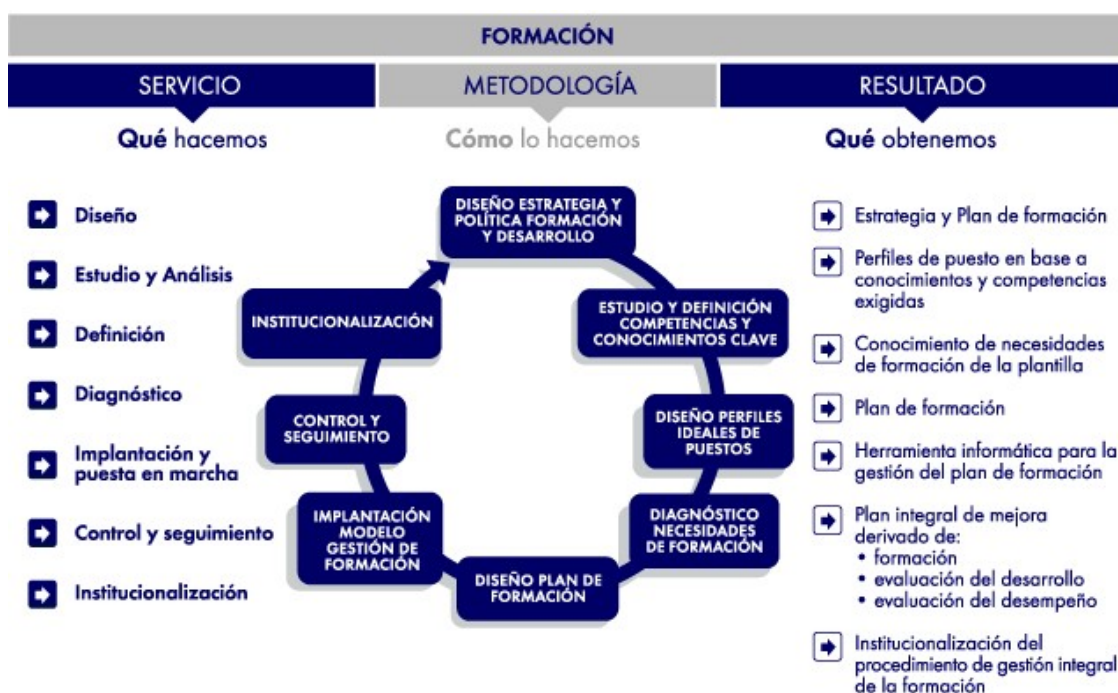 FORMACIÓN
SERVICIO
METODOLOGÍA
RESULTADO
Qué hacemos
Cómo lo hacemos
Qué obtenemos
Diseño
Estudio y Análisis
Definición
Diagnóstico
Implantación y
puesta en marcha
Control y seguimiento
Institucionalización
DISEÑO ESTRATEGIA Y
POLÍTICA FORMACIÓN
Y DESARROLLO
ESTUDIO Y DEFINICIÓN
COMPETENCIAS Y
CONOCIMIENTOS CLAVE
DISEÑO PERFILES
IDEALES DE
PUESTOS
DIAGNÓSTICO
NECESIDADES
DE FORMACIÓN
DISEÑO PLAN DE
FORMACIÓN
IMPLANTACIÓN
MODELO
GESTIÓN DE
FORMACIÓN
CONTROL Y
SEGUIMIENTO
INSTITUCIONALIZACIÓN
Estrategia y Plan de formación
Perfiles de puesto en base a
conocimientos y competencias
exigidas
Conocimiento de necesidades
de formación de la plantilla
Plan de formación
Herramienta informática para la
gestión del plan de formación
Plan integral de mejora
derivado de:
• formación
• evaluación del desarrollo
• evaluación del desempeño
Institucionalización del
procedimiento de gestión integral
de la formación